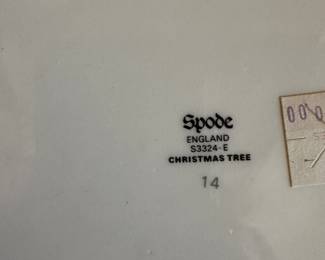 Spode
ENGLAND
S3324-E
CHRISTMAS TREE
14